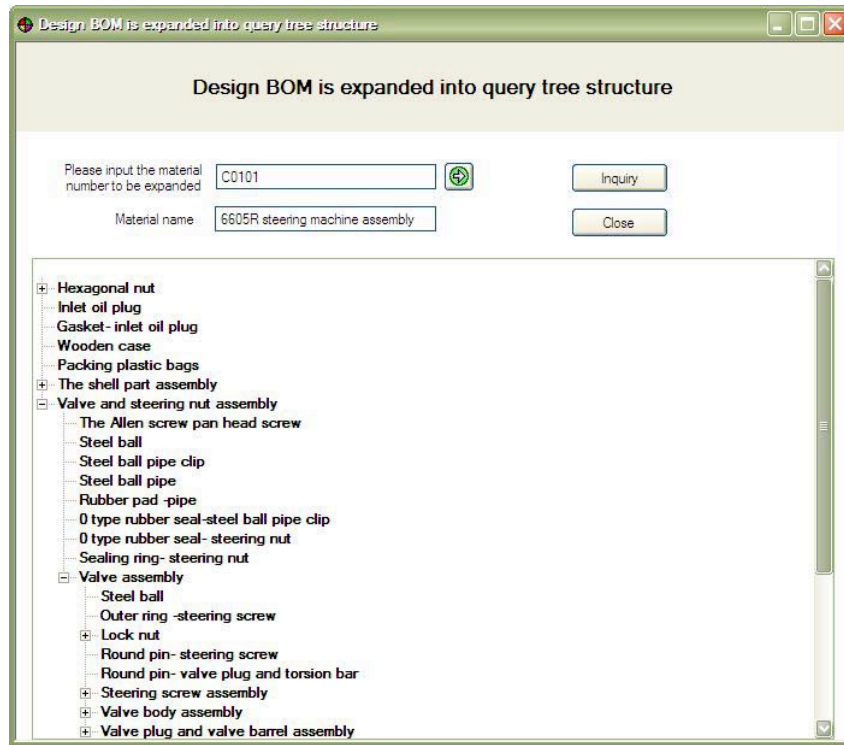 Design BOM is expanded into query tree structure
Design BOM is expanded into query tree structure
Please input the material
number to be expanded
C0101
Inquiry
Material name
6605R steering machine assembly
Close
Hexagonal nut
Inlet oil plug
Gasket- inlet oil plug
Wooden case
Packing plastic bags
The shell part assembly
Valve and steering nut assembly
The Allen screw pan head screw
Steel ball
Steel ball pipe clip
Steel ball pipe
Rubber pad -pipe
0 type rubber seal-steel ball pipe clip
0 type rubber seal- steering nut
Sealing ring- steering nut
Valve assembly
Steel ball
Outer ring -steering screw
Lock nut
Round pin- steering screw
Round pin- valve plug and torsion bar
Steering screw assembly
Valve body assembly
Valve plug and valve barrel assembly